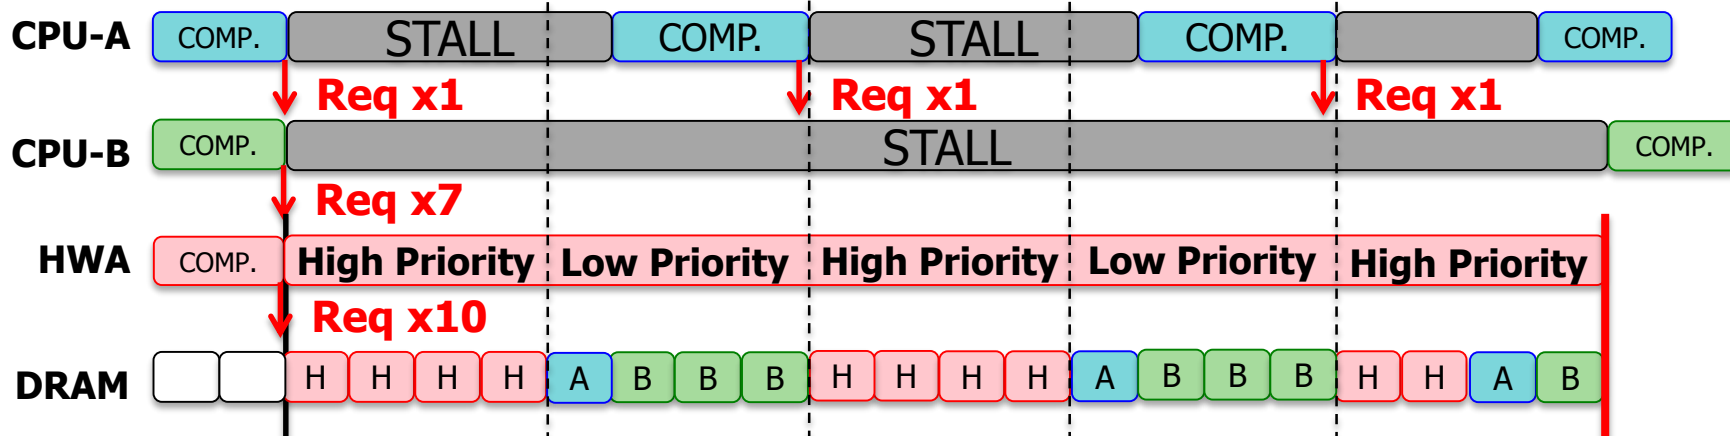 CPU-A COMP. STALL COMP. STALL COMP. COMP.
Req x1 Req x1 Req x1
CPU-B COMP. STALL COMP.
Req x7
HWA COMP. High Priority Low Priority High Priority Low Priority High Priority
Req x10
DRAM H H H H A B B B H H H H A B B B H H A B